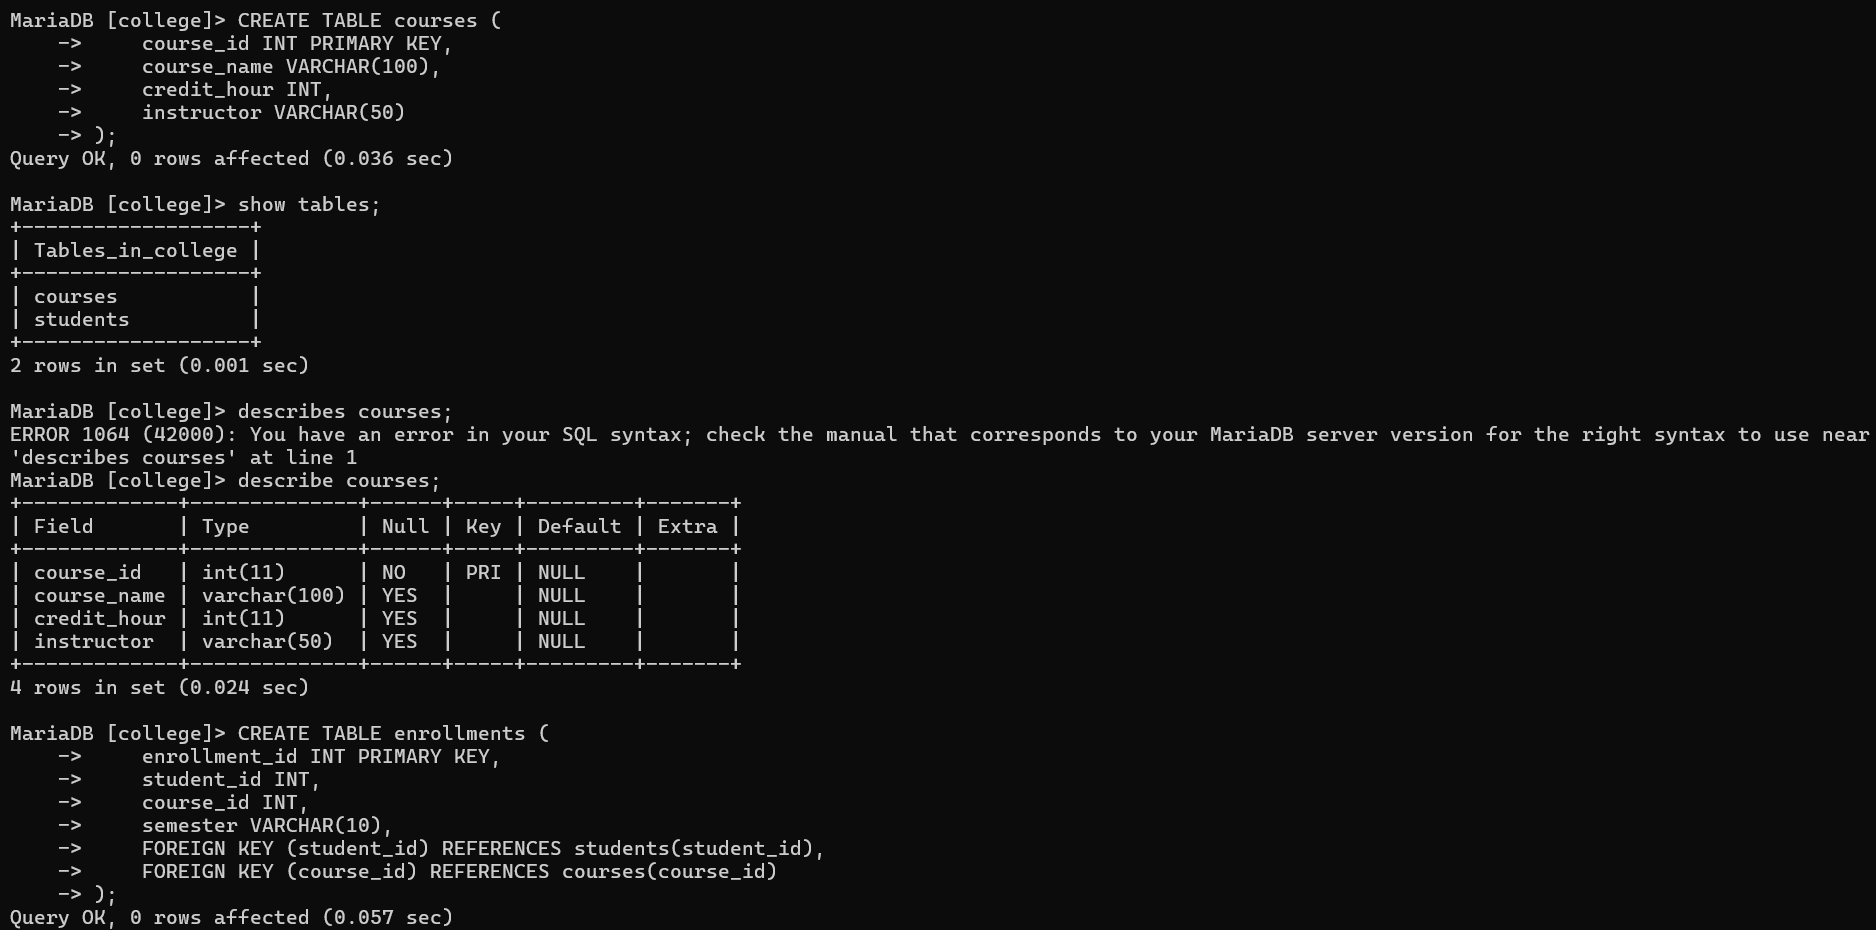 MariaDB [college]> CREATE TABLE courses (
    ->     course_id INT PRIMARY KEY,
    ->     course_name VARCHAR(100),
    ->     credit_hour INT,
    ->     instructor VARCHAR(50)
    -> );
Query OK, 0 rows affected (0.036 sec)

MariaDB [college]> show tables;
+-------------------+
| Tables_in_college |
+-------------------+
| courses           |
| students          |
+-------------------+
2 rows in set (0.001 sec)

MariaDB [college]> describes courses;
ERROR 1064 (42000): You have an error in your SQL syntax; check the manual that corresponds to your MariaDB server version for the right syntax to use near
'describes courses' at line 1
MariaDB [college]> describe courses;
+-------------+--------------+------+-----+---------+-------+
| Field       | Type         | Null | Key | Default | Extra |
+-------------+--------------+------+-----+---------+-------+
| course_id   | int(11)      | NO   | PRI | NULL    |       |
| course_name | varchar(100) | YES  |     | NULL    |       |
| credit_hour | int(11)      | YES  |     | NULL    |       |
| instructor  | varchar(50)  | YES  |     | NULL    |       |
+-------------+--------------+------+-----+---------+-------+
4 rows in set (0.024 sec)

MariaDB [college]> CREATE TABLE enrollments (
    ->     enrollment_id INT PRIMARY KEY,
    ->     student_id INT,
    ->     course_id INT,
    ->     semester VARCHAR(10),
    ->     FOREIGN KEY (student_id) REFERENCES students(student_id),
    ->     FOREIGN KEY (course_id) REFERENCES courses(course_id)
    -> );
Query OK, 0 rows affected (0.057 sec)